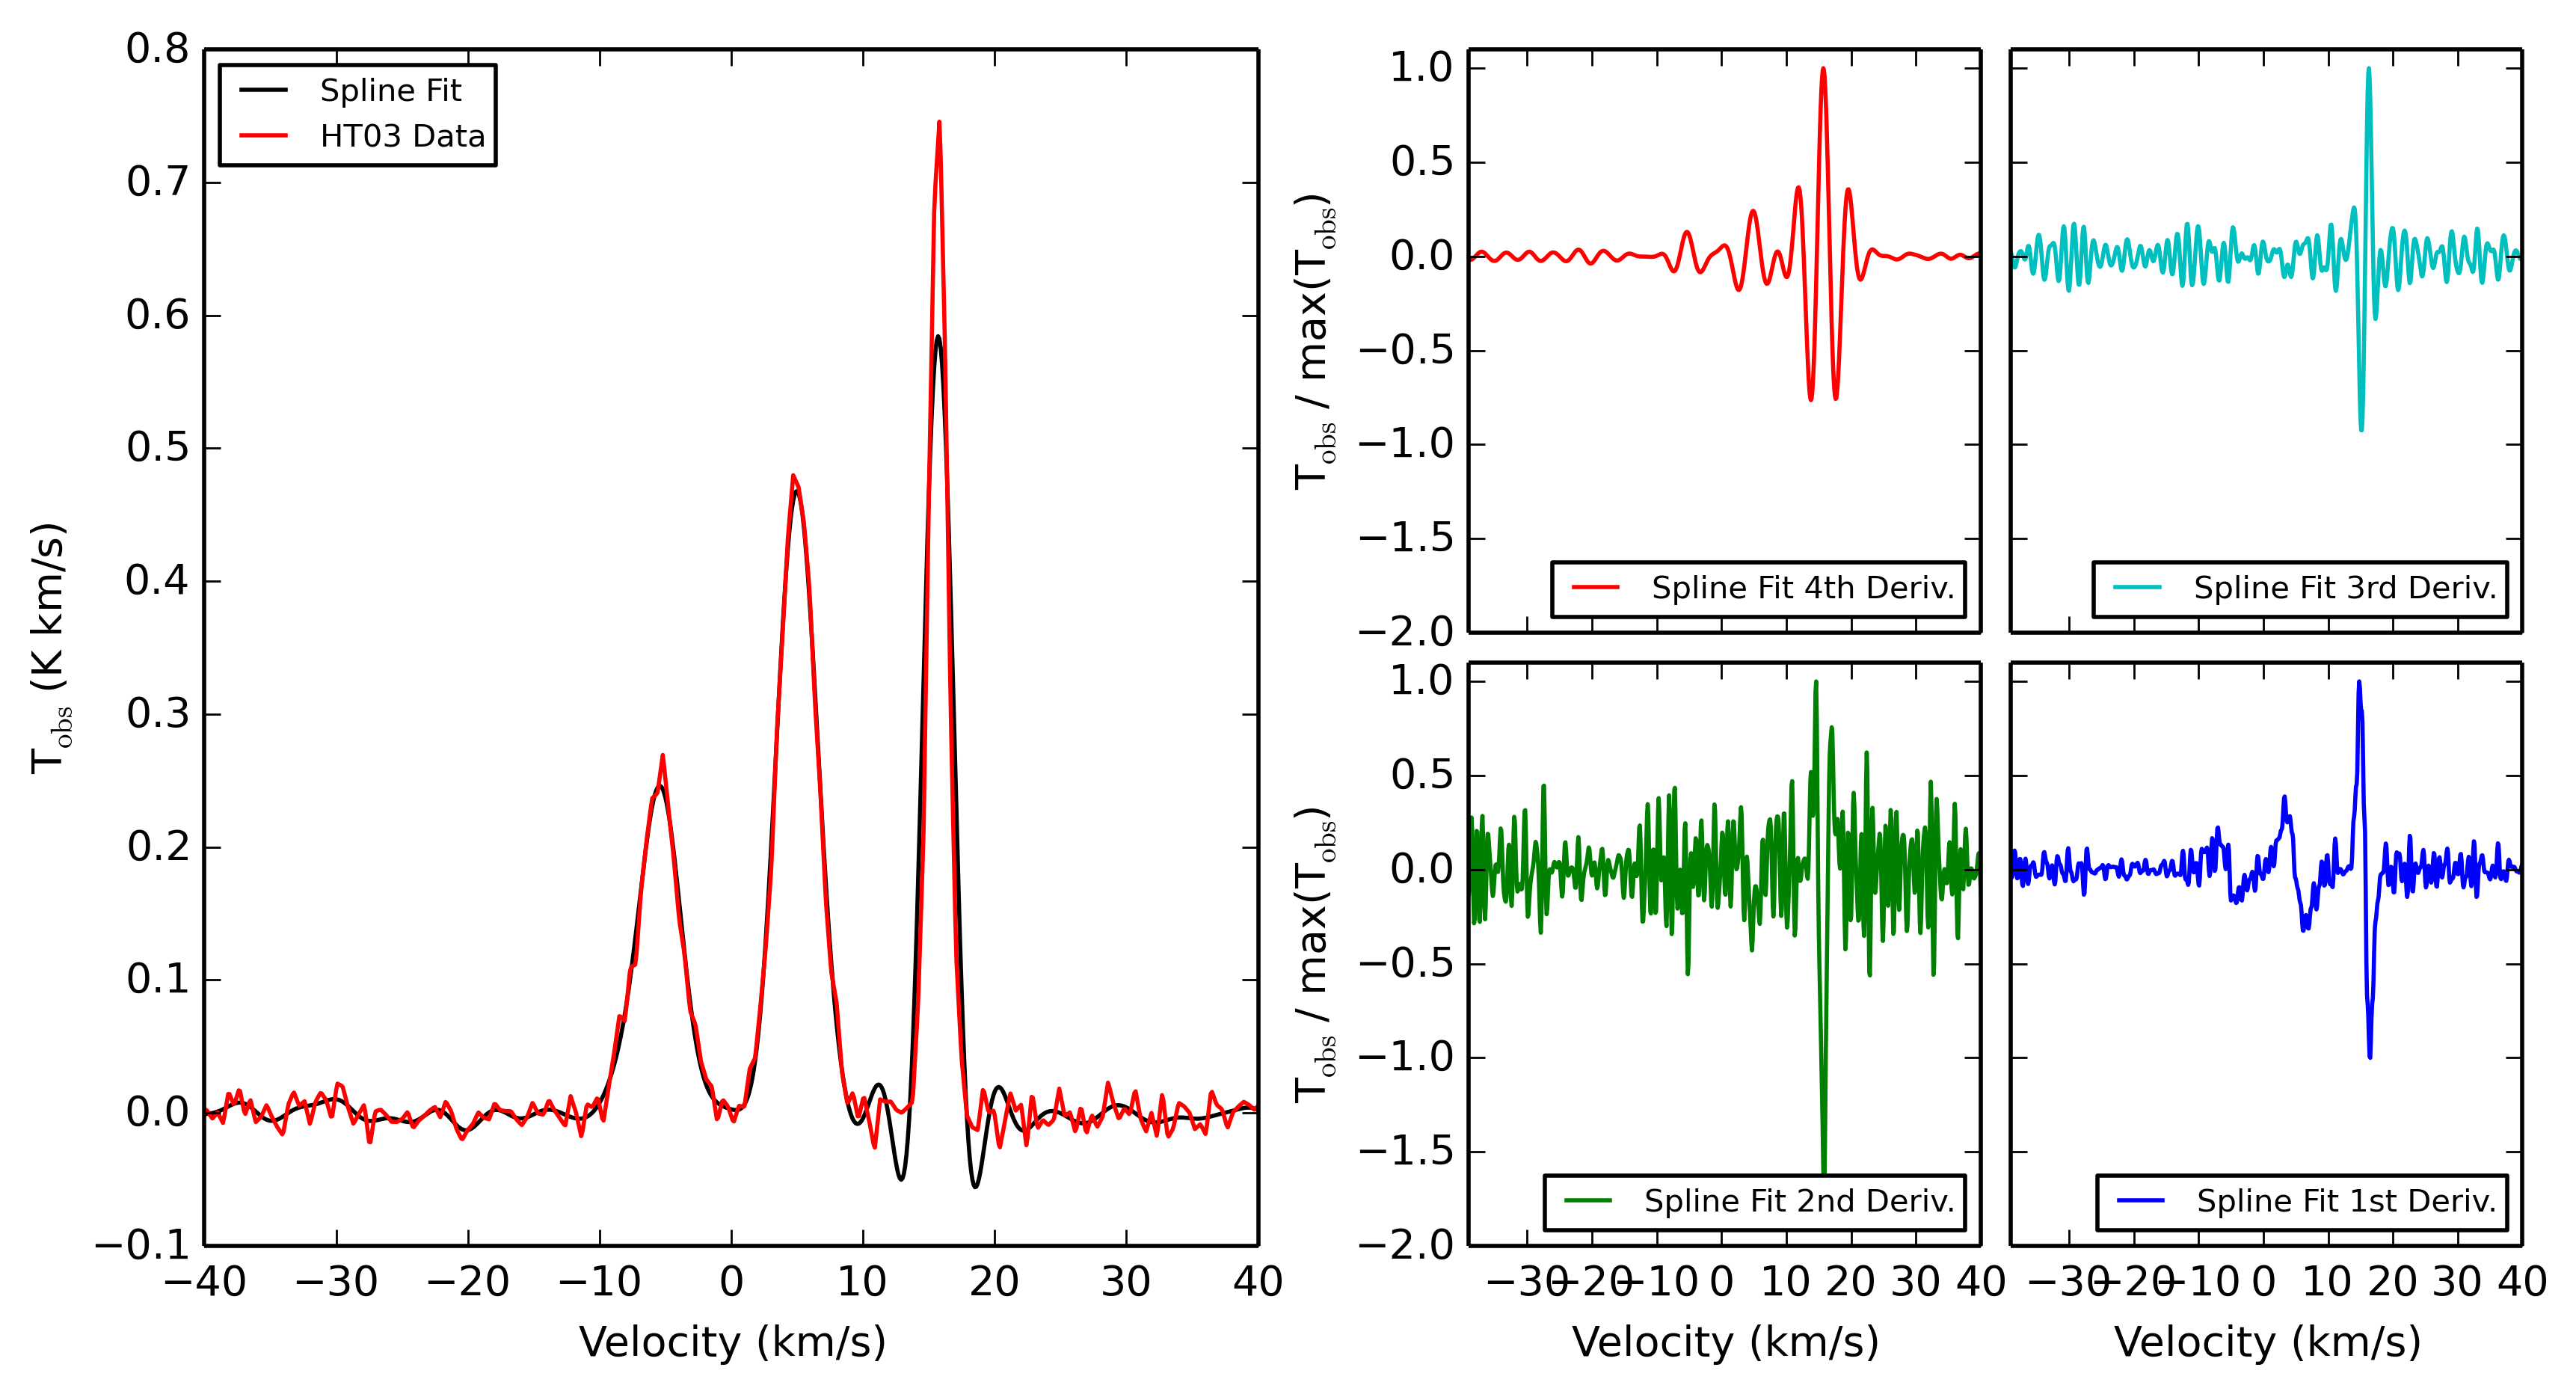 0.8
0.7
0.6
0.5
0.4
0.3
0.2
0.1
0.0
−0.1
−40 −30 −20 −10 0 10 20 30 40
Velocity (km/s)
T_obs (K km/s)
Spline Fit
HT03 Data
1.0
0.5
0.0
−0.5
−1.0
−1.5
−2.0
T_obs / max(T_obs)
Spline Fit 4th Deriv.
Spline Fit 3rd Deriv.
1.0
0.5
0.0
−0.5
−1.0
−1.5
−2.0
T_obs / max(T_obs)
Spline Fit 2nd Deriv.
−30 −20 −10 0 10 20 30 40
Velocity (km/s)
Spline Fit 1st Deriv.
−30 −20 −10 0 10 20 30 40
Velocity (km/s)